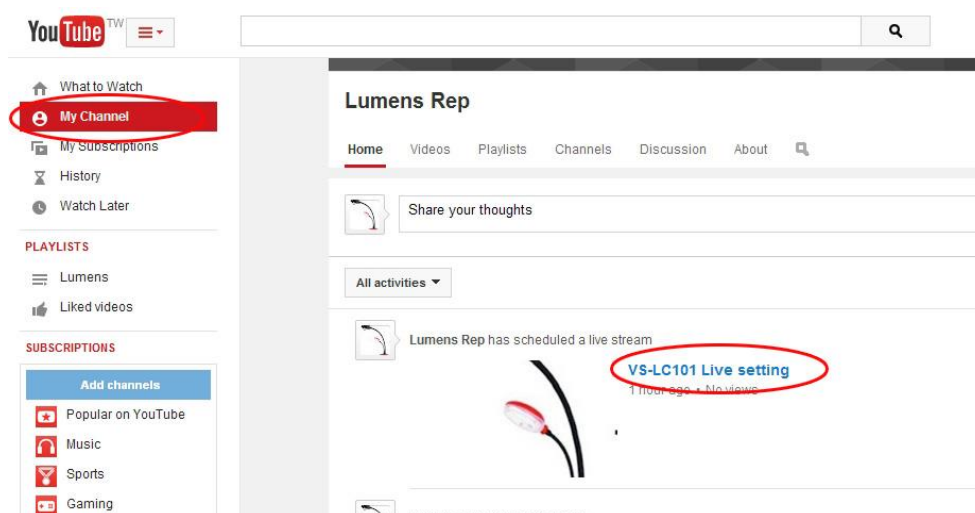 YouTube TW
What to Watch
My Channel
My Subscriptions
History
Watch Later
PLAYLISTS
Lumens
Liked videos
SUBSCRIPTIONS
Add channels
Popular on YouTube
Music
Sports
Gaming
Lumens Rep
Home Videos Playlists Channels Discussion About
Share your thoughts
All activities
Lumens Rep has scheduled a live stream
VS-LC101 Live setting
1 hour ago • No views